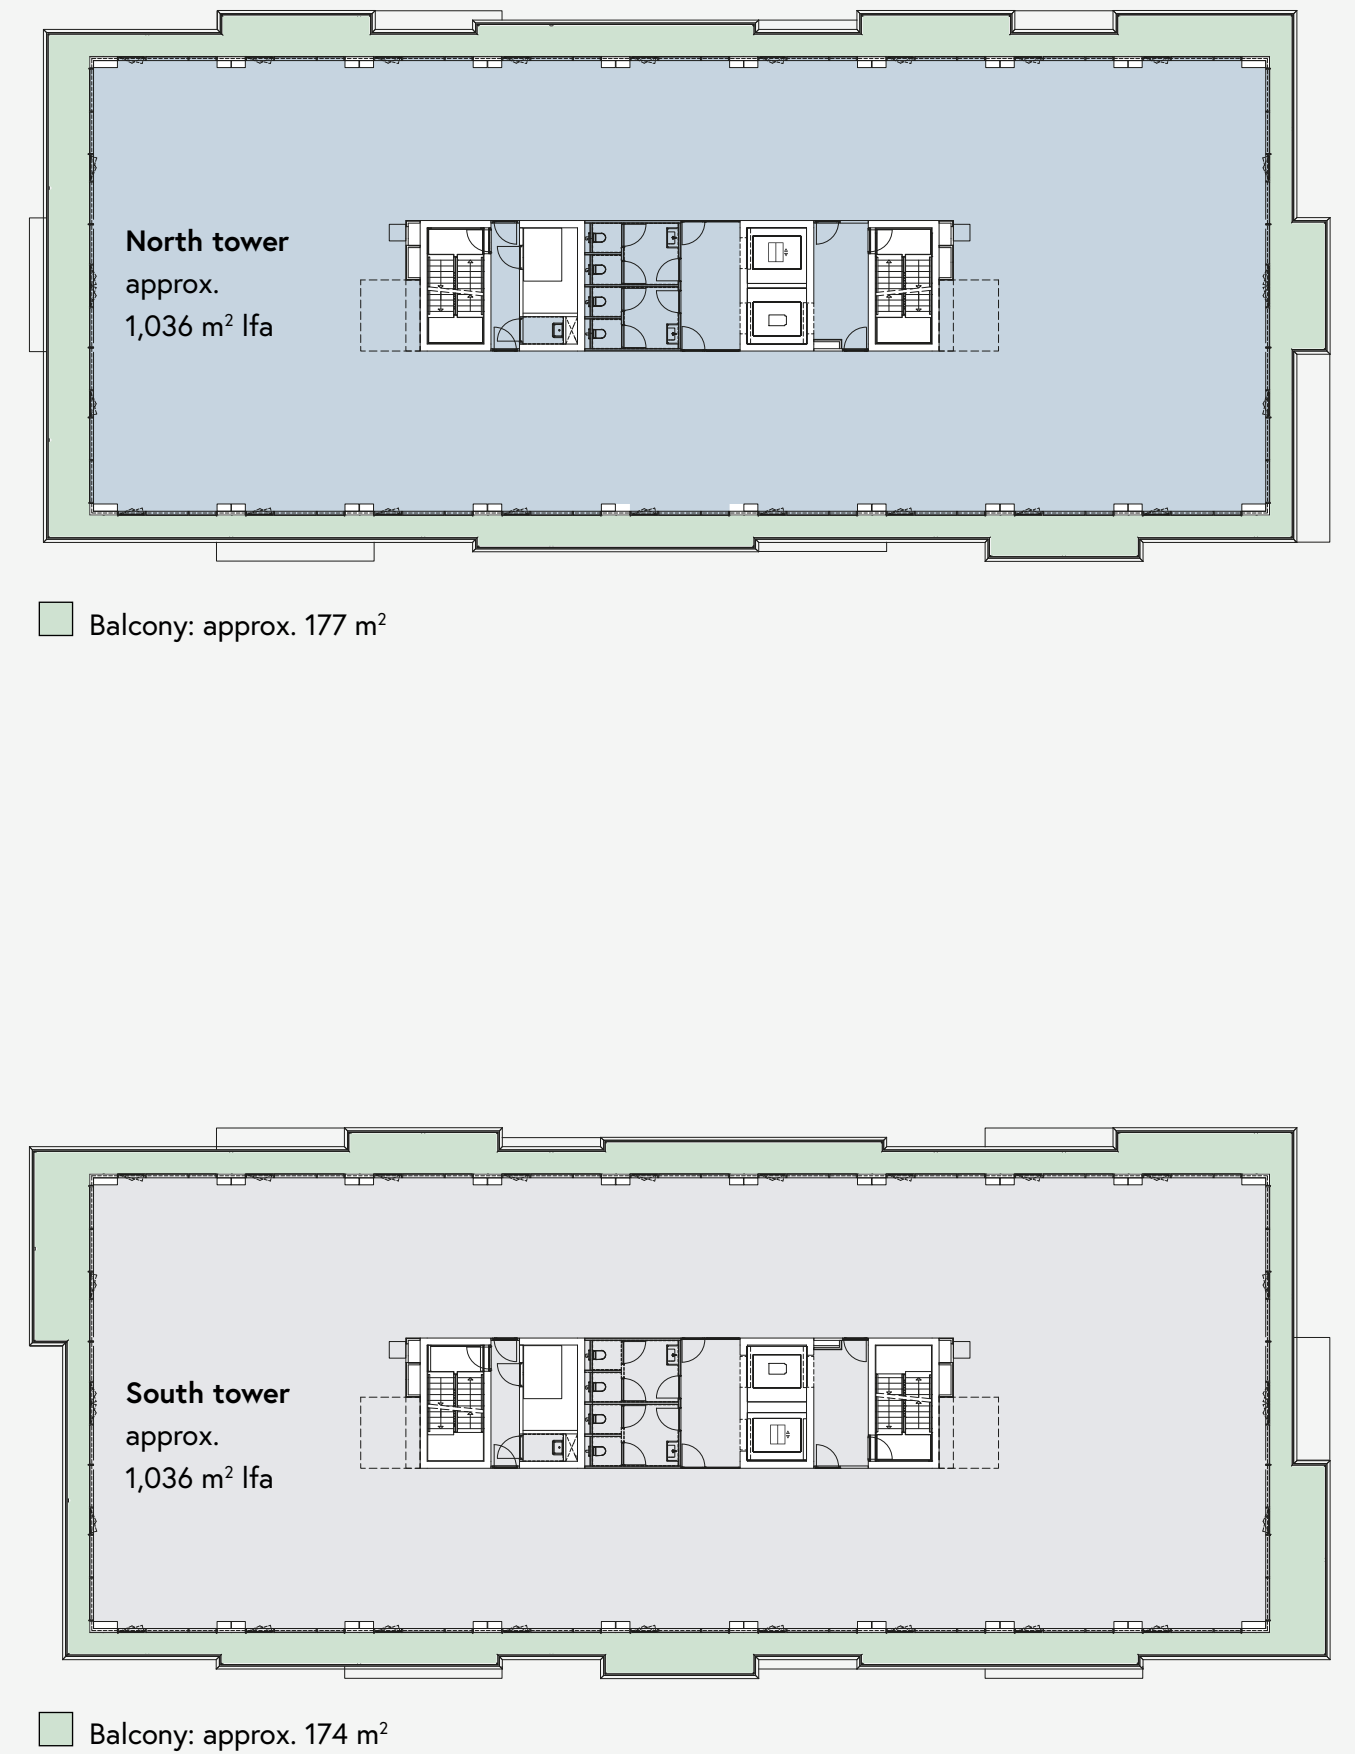 North tower
approx.
1,036 m² lfa
Balcony: approx. 177 m²
South tower
approx.
1,036 m² lfa
Balcony: approx. 174 m²